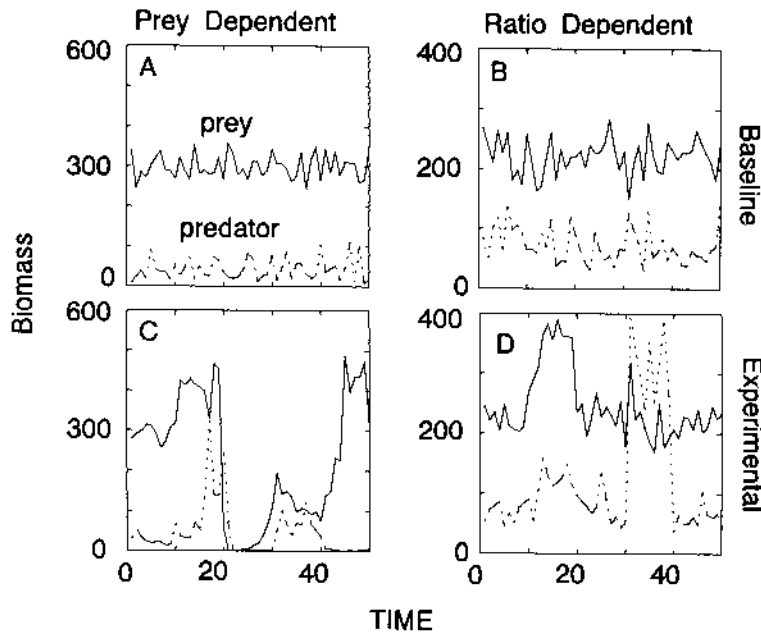 Prey Dependent
Ratio Dependent
600
A
prey
300
predator
0
400
B
200
0
Baseline
Biomass
600
C
300
0
0 20 40
400
D
200
0
0 20 40
Experimental
TIME